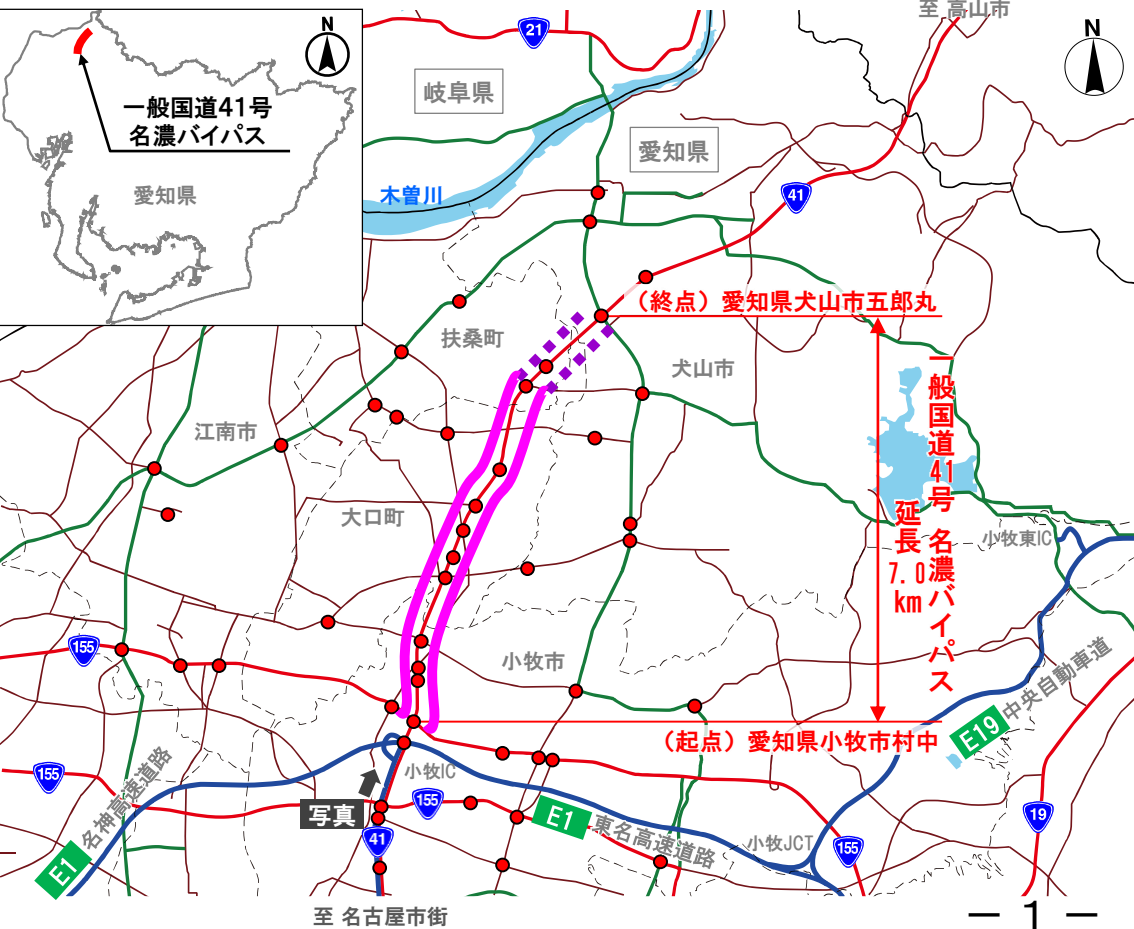 N
一般国道41号
名濃バイパス
愛知県
至 高山市
N
21
岐阜県
愛知県
木曽川
41
（終点）愛知県犬山市五郎丸
扶桑町
犬山市
江南市
大口町
一般国道41号 名濃バイパス
延長
7.0
km
小牧東IC
155
小牧市
中央自動車道
E19
（起点）愛知県小牧市村中
155
名神高速道路
E1
小牧IC
写真
155
41
E1
東名高速道路
小牧JCT
155
19
至 名古屋市街
－ 1 －